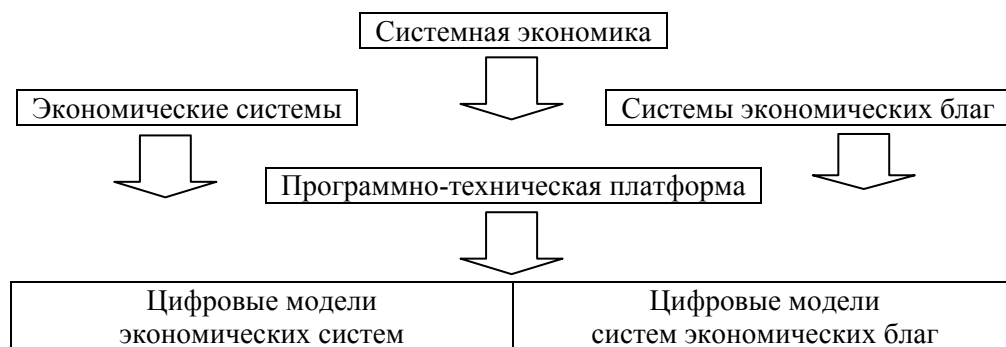 Системная экономика
Экономические системы
Системы экономических благ
Программно-техническая платформа
Цифровые модели
экономических систем
Цифровые модели
систем экономических благ